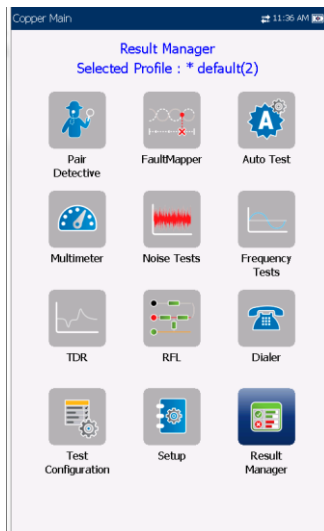 Copper Main 11:36 AM
Result Manager
Selected Profile : * default(2)
Pair
Detective
FaultMapper
Auto Test
Multimeter
Noise Tests
Frequency
Tests
TDR
RFL
Dialer
Test
Configuration
Setup
Result
Manager